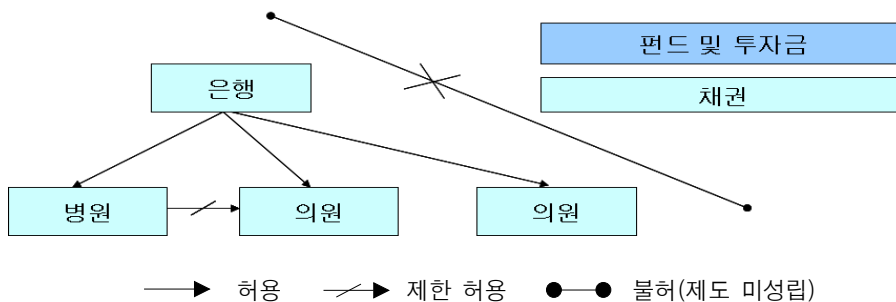 펀드 및 투자금
은행
채권
병원
의원
의원
허용
제한 허용
불허(제도 미성립)